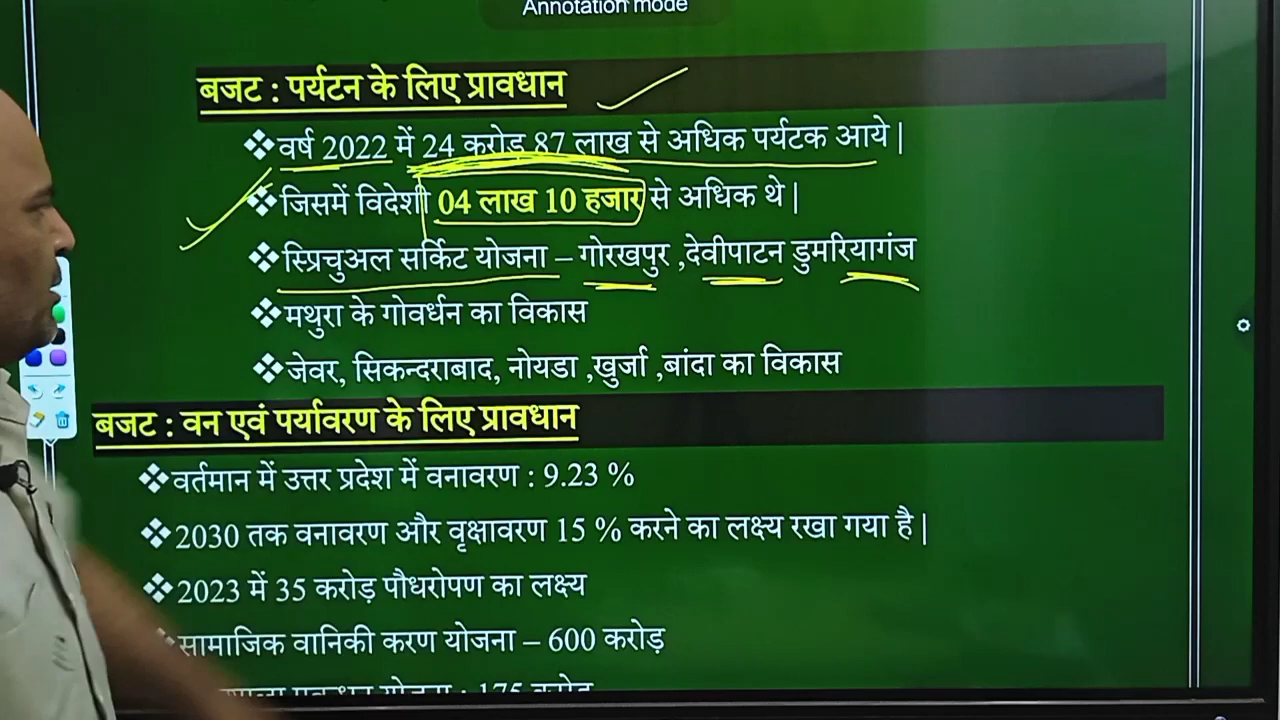 Annotation mode
बजट : पर्यटन के लिए प्रावधान
❖वर्ष 2022 में 24 करोड़ 87 लाख से अधिक पर्यटक आये |
❖जिसमें विदेशी 04 लाख 10 हजार से अधिक थे |
❖स्प्रिचुअल सर्किट योजना – गोरखपुर ,देवीपाटन डुमरियागंज
❖मथुरा के गोवर्धन का विकास
❖जेवर, सिकन्दराबाद, नोयडा ,खुर्जा ,बांदा का विकास
बजट : वन एवं पर्यावरण के लिए प्रावधान
❖वर्तमान में उत्तर प्रदेश में वनावरण : 9.23 %
❖2030 तक वनावरण और वृक्षावरण 15 % करने का लक्ष्य रखा गया है |
❖2023 में 35 करोड़ पौधरोपण का लक्ष्य
❖सामाजिक वानिकी करण योजना – 600 करोड़
योजना : 175 करोड़